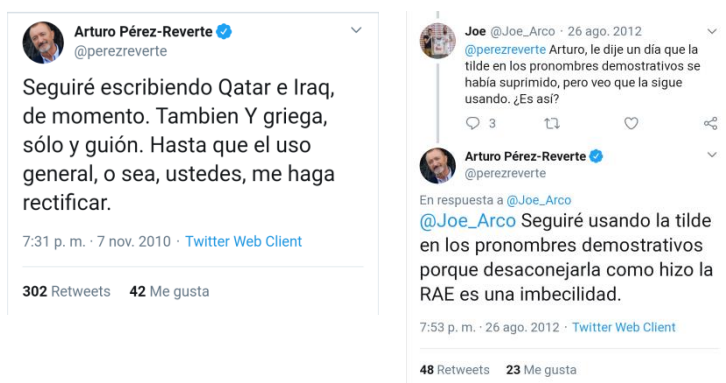 Arturo Pérez-Reverte
@perezreverte
Seguiré escribiendo Qatar e Iraq,
de momento. Tambien Y griega,
sólo y guión. Hasta que el uso
general, o sea, ustedes, me haga
rectificar.
7:31 p. m. · 7 nov. 2010 · Twitter Web Client
302 Retweets 42 Me gusta
Joe @Joe_Arco · 26 ago. 2012
@perezreverte Arturo, le dije un día que la
tilde en los pronombres demostrativos se
había suprimido, pero veo que la sigue
usando. ¿Es así?
3
Arturo Pérez-Reverte
@perezreverte
En respuesta a @Joe_Arco
@Joe_Arco Seguiré usando la tilde
en los pronombres demostrativos
porque desaconejarla como hizo la
RAE es una imbecilidad.
7:53 p. m. · 26 ago. 2012 · Twitter Web Client
48 Retweets 23 Me gusta